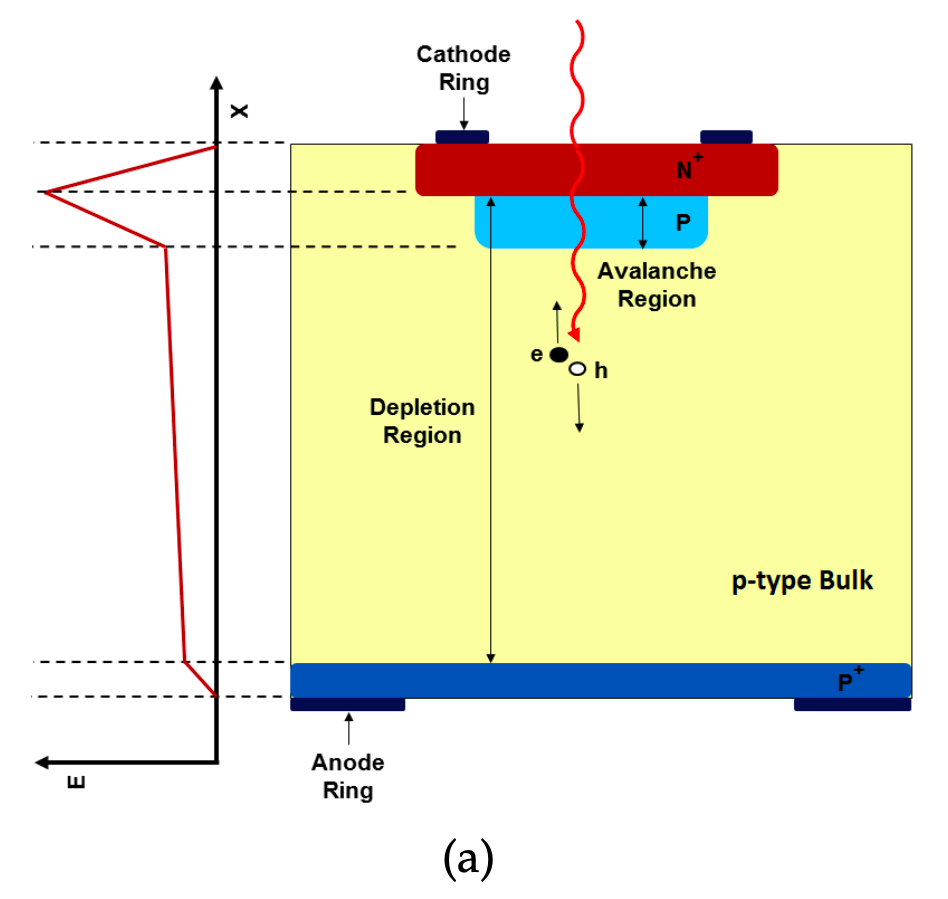 Cathode
Ring
X
N+
P
Avalanche
Region
e
h
Depletion
Region
p-type Bulk
P+
E
Anode
Ring
(a)